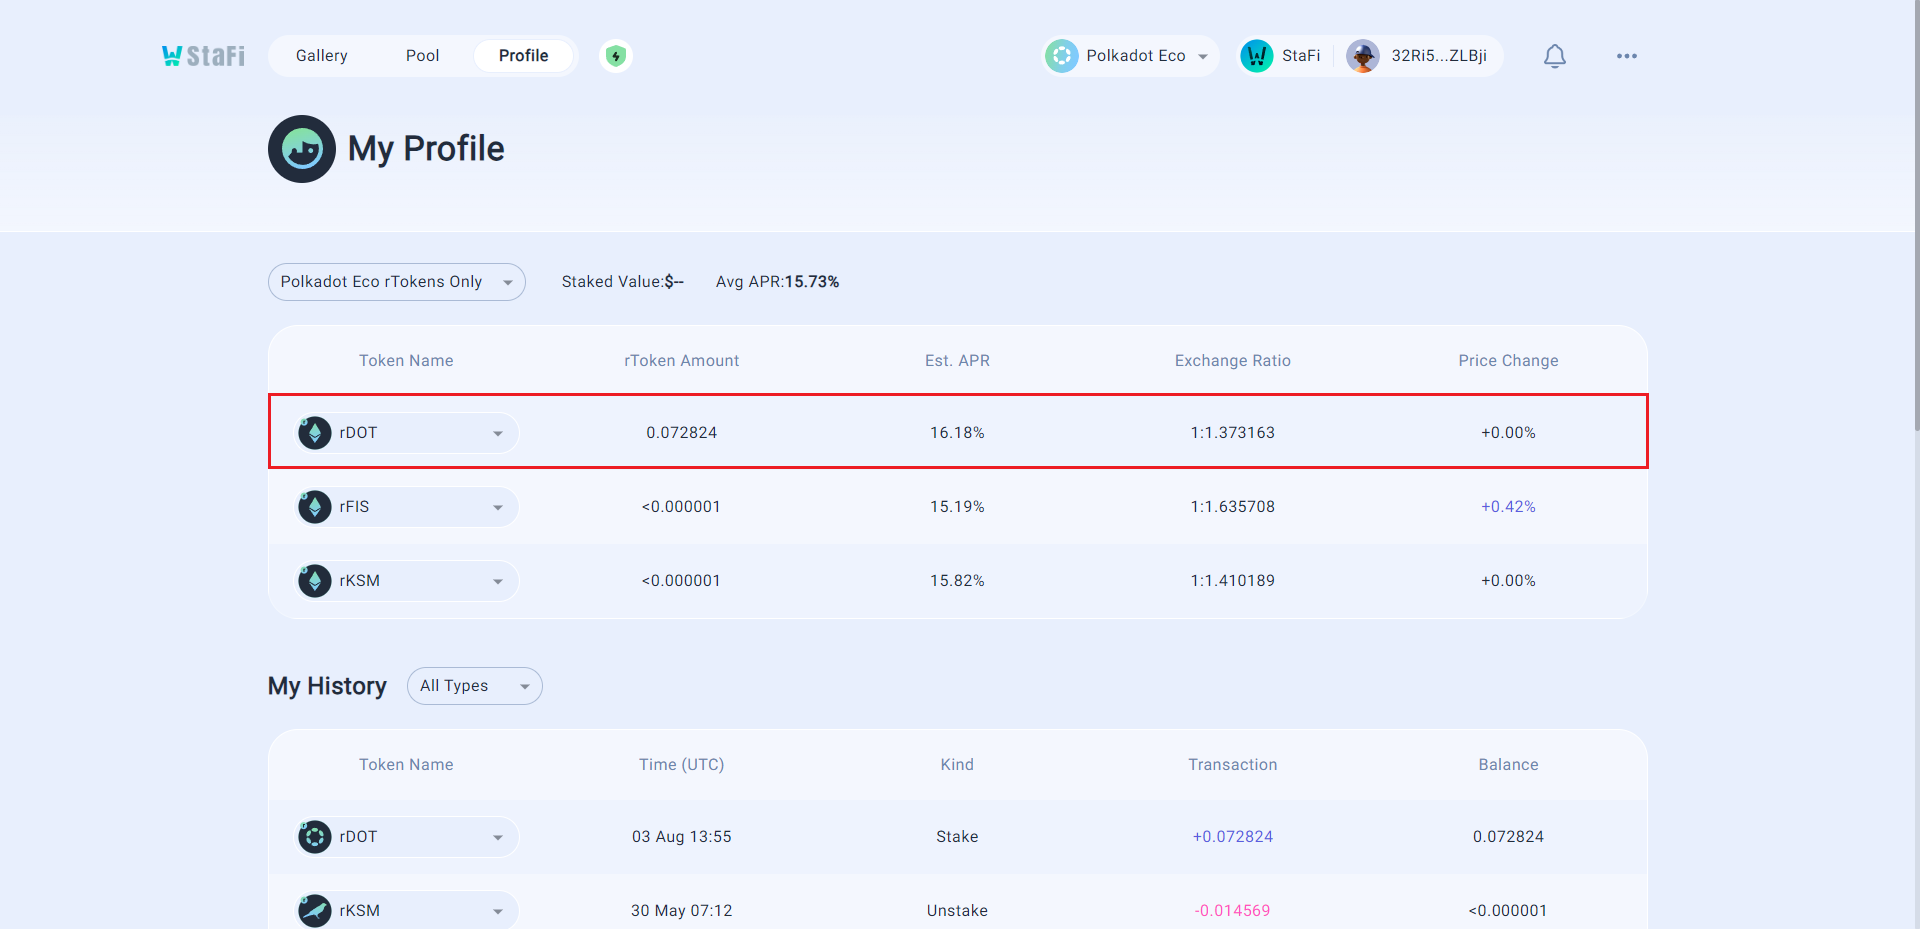 StaFi Gallery Pool Profile Polkadot Eco StaFi 32Ri5...ZLBji
My Profile
Polkadot Eco rTokens Only Staked Value:$-- Avg APR:15.73%
Token Name rToken Amount Est. APR Exchange Ratio Price Change
rDOT 0.072824 16.18% 1:1.373163 +0.00%
rFIS <0.000001 15.19% 1:1.635708 +0.42%
rKSM <0.000001 15.82% 1:1.410189 +0.00%
My History All Types
Token Name Time (UTC) Kind Transaction Balance
rDOT 03 Aug 13:55 Stake +0.072824 0.072824
rKSM 30 May 07:12 Unstake -0.014569 <0.000001